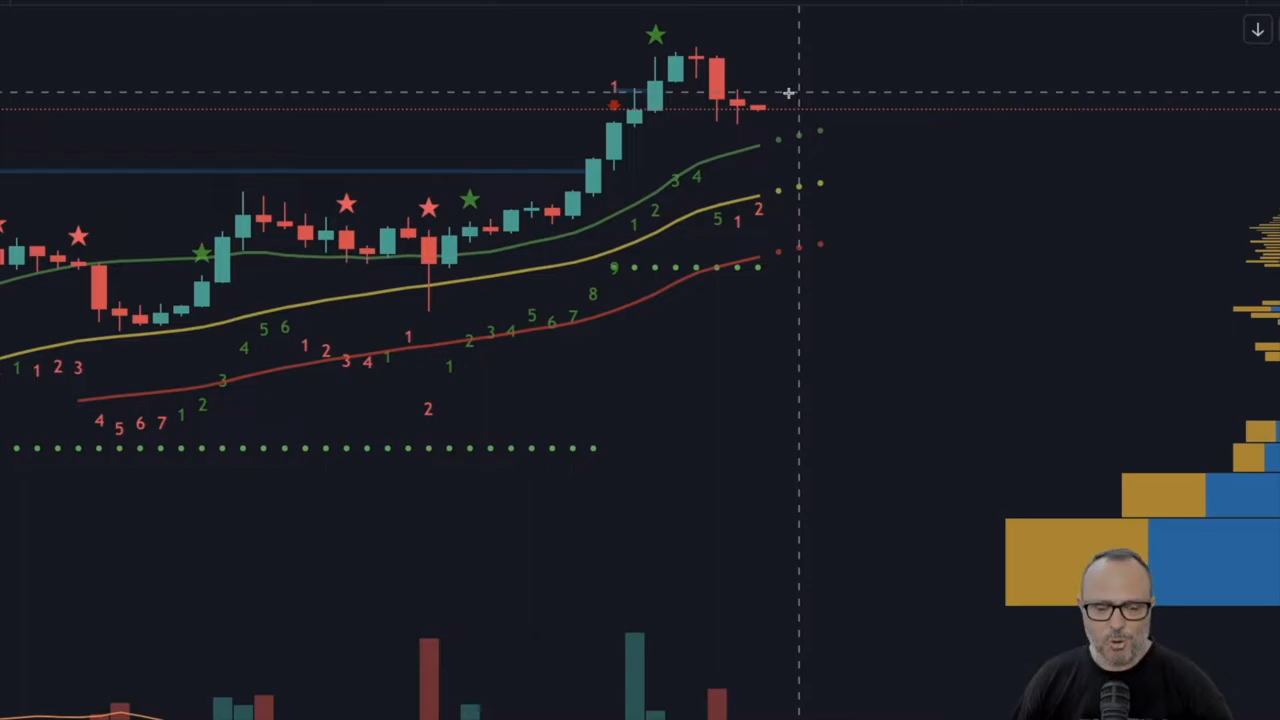 1
3 4
1 2 5 1 2
9
8
4 5 6 1 2 3 4 1 1 2 3 4 5 6 7
1 1 2 3 3 1
4 5 6 7 1 2 2